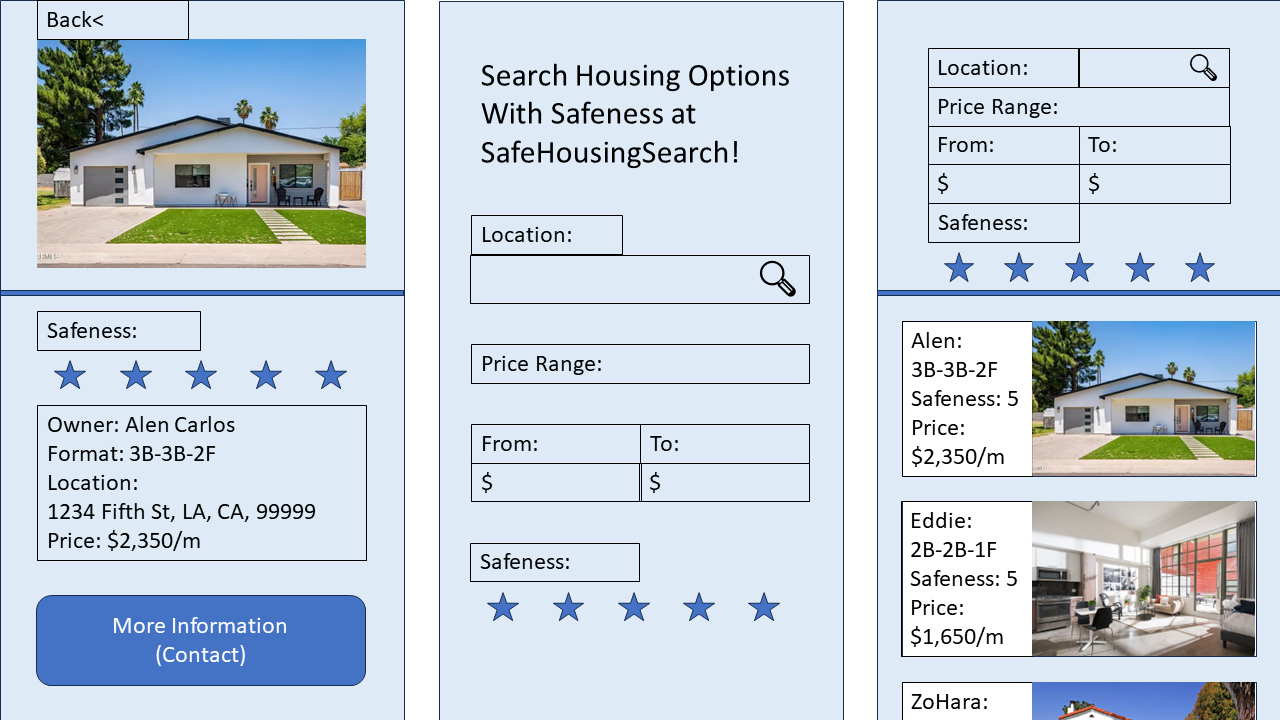 Back<
Safeness:
Owner: Alen Carlos
Format: 3B-3B-2F
Location:
1234 Fifth St, LA, CA, 99999
Price: $2,350/m
More Information
(Contact)
Search Housing Options
With Safeness at
SafeHousingSearch!
Location:
Price Range:
From: To:
$ $
Safeness:
Location:
Price Range:
From: To:
$ $
Safeness:
Alen:
3B-3B-2F
Safeness: 5
Price:
$2,350/m
Eddie:
2B-2B-1F
Safeness: 5
Price:
$1,650/m
ZoHara: